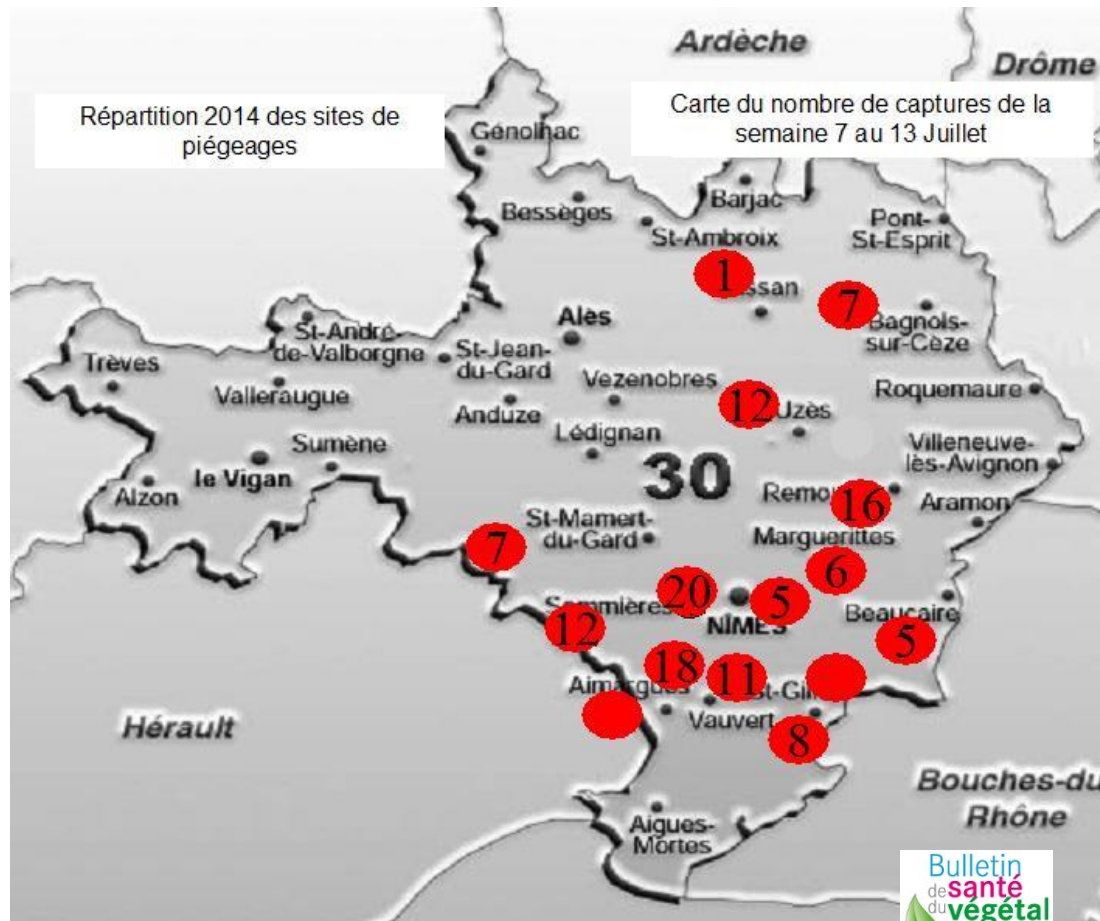 Ardèche
Drôme
Répartition 2014 des sites de
piégeages
Carte du nombre de captures de la
semaine 7 au 13 Juillet
Génolhac
Barjac
Bessèges
Pont-
St-Esprit
St-Ambroix
1
7
Bagnols-
sur-Cèze
Alès
St-André-
de-Valborgne
St-Jean-
du-Gard
Trèves
Vezenobres
Roquemaure
Valleraugue
Anduze
12
Uzès
Lédignan
Sumène
Villeneuve-
lès-Avignon
le Vigan
30
Alzon
16
Aramon
St-Mamert-
du-Gard
Marguerittes
7
6
20
5
Beaucaire
Sommières
NÎMES
12
5
18
11
Aimargues
Vauvert
8
Hérault
Bouches-du
Rhône
Aigues-
Mortes
Bulletin
de santé
du végétal